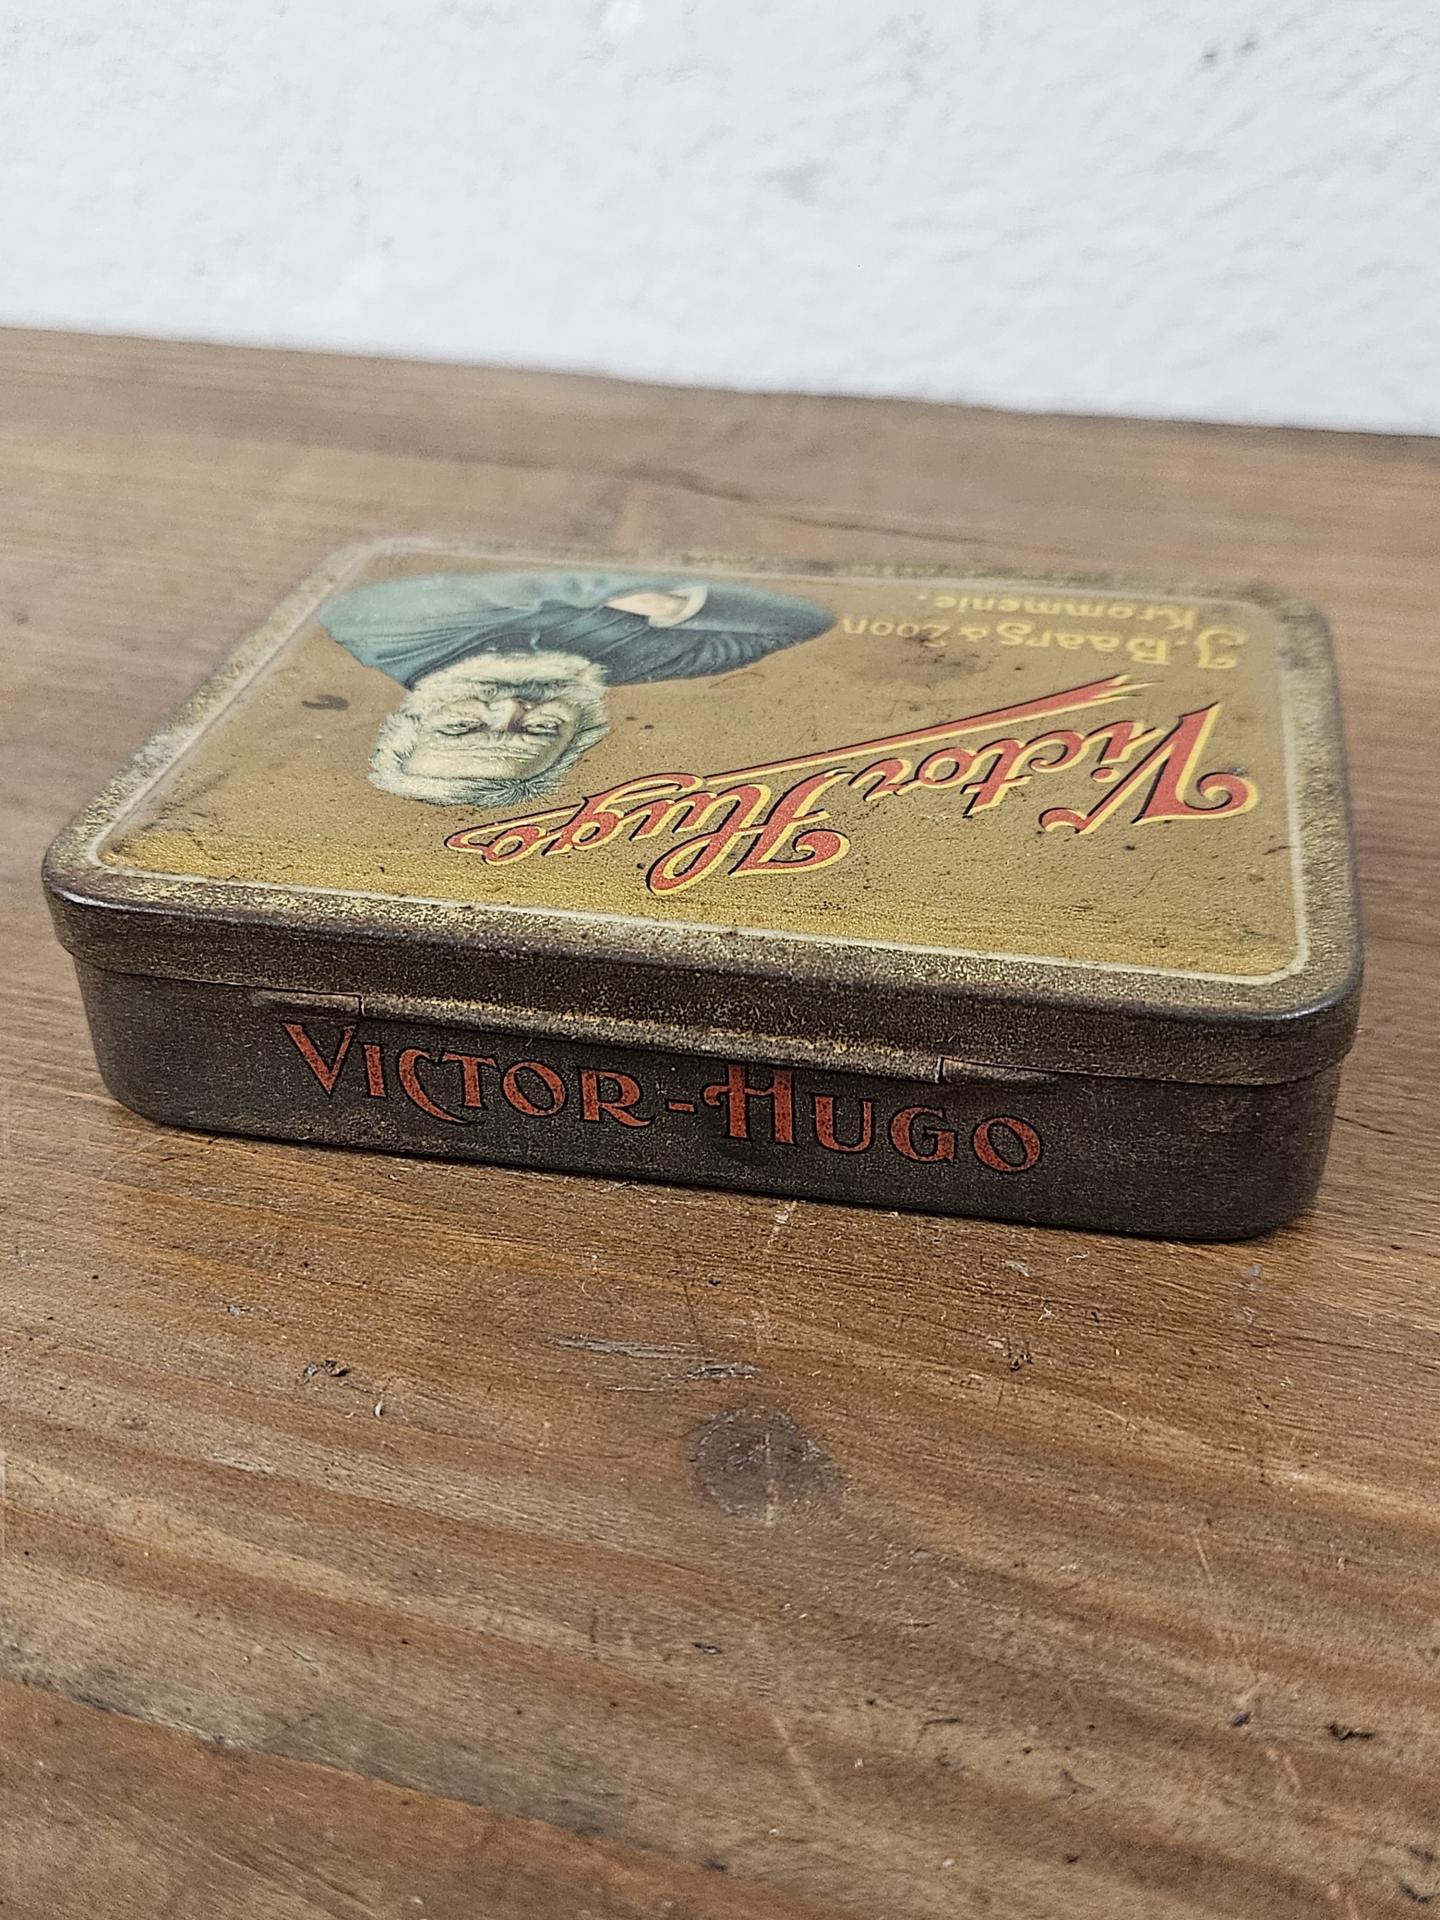 Victor Hugo
J. Baars & Zoon
Krommenie.
VICTOR-HUGO